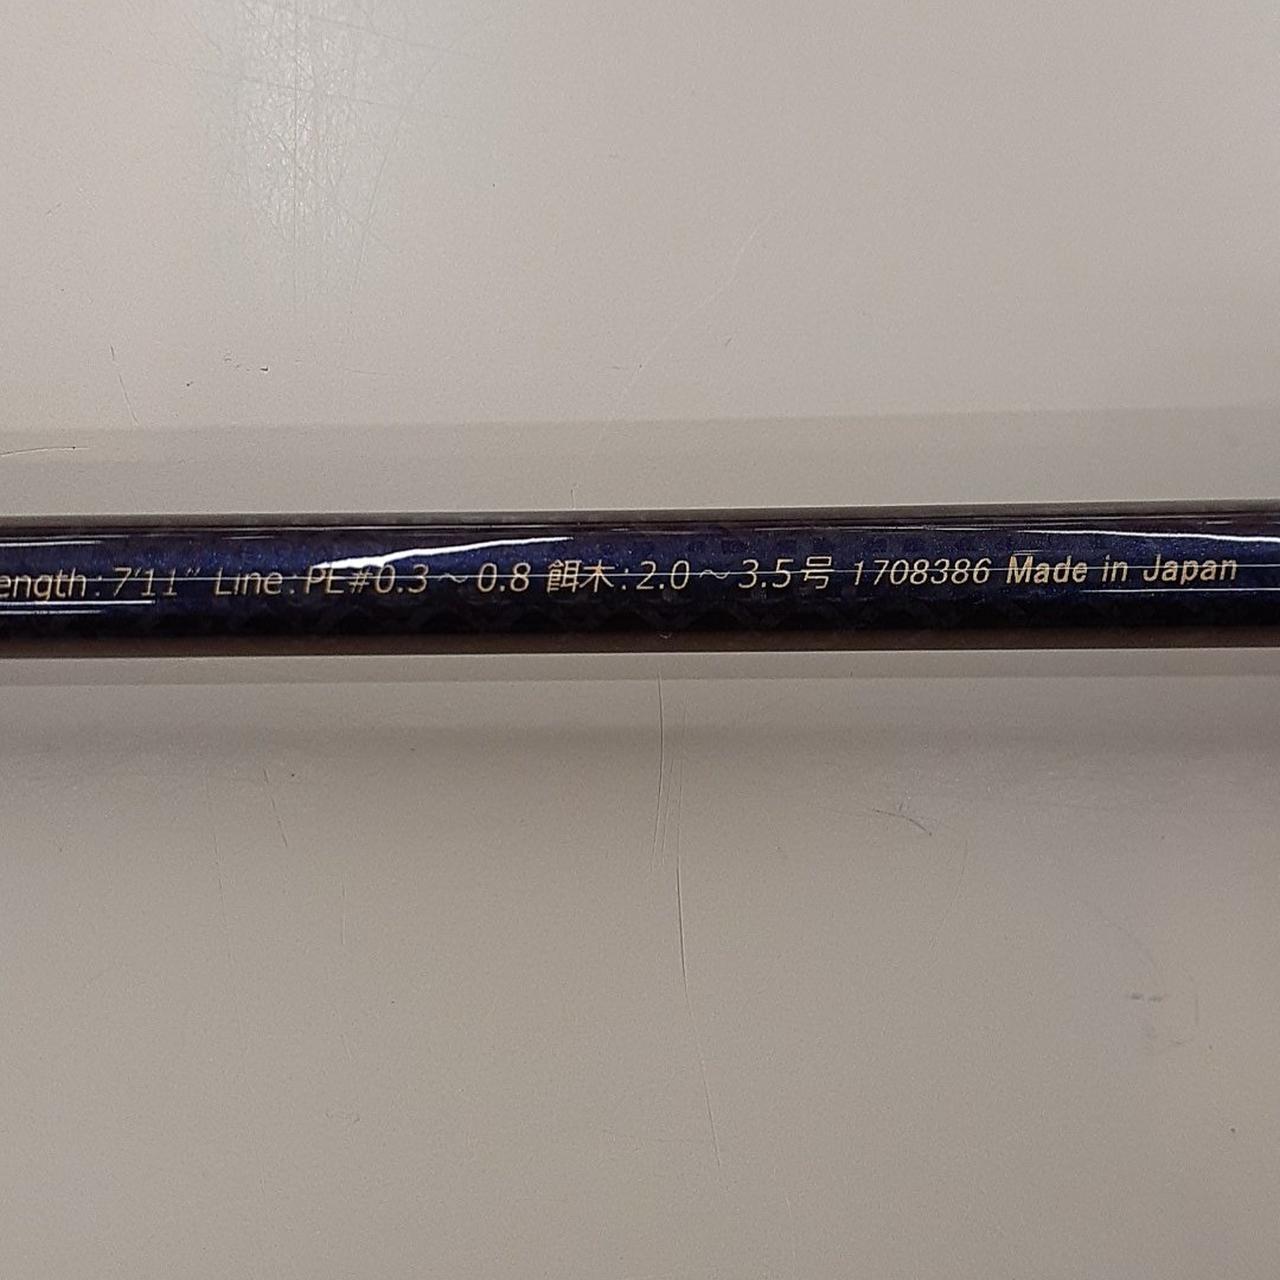 ength: 7'11" Line: PE#0.3～0.8 餌木:2.0～3.5号 1708386 Made in Japan